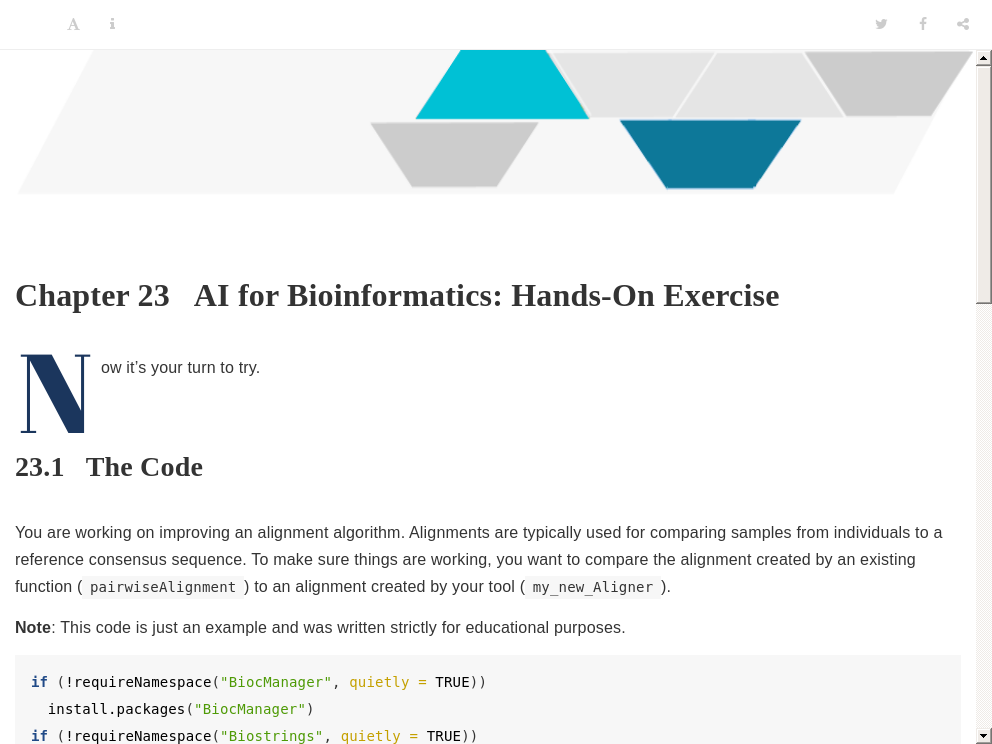 Chapter 23 AI for Bioinformatics: Hands-On Exercise
Now it’s your turn to try.
23.1 The Code
You are working on improving an alignment algorithm. Alignments are typically used for comparing samples from individuals to a
reference consensus sequence. To make sure things are working, you want to compare the alignment created by an existing
function ( pairwiseAlignment ) to an alignment created by your tool ( my_new_Aligner ).
Note: This code is just an example and was written strictly for educational purposes.
if (!requireNamespace("BiocManager", quietly = TRUE))
  install.packages("BiocManager")
if (!requireNamespace("Biostrings", quietly = TRUE))